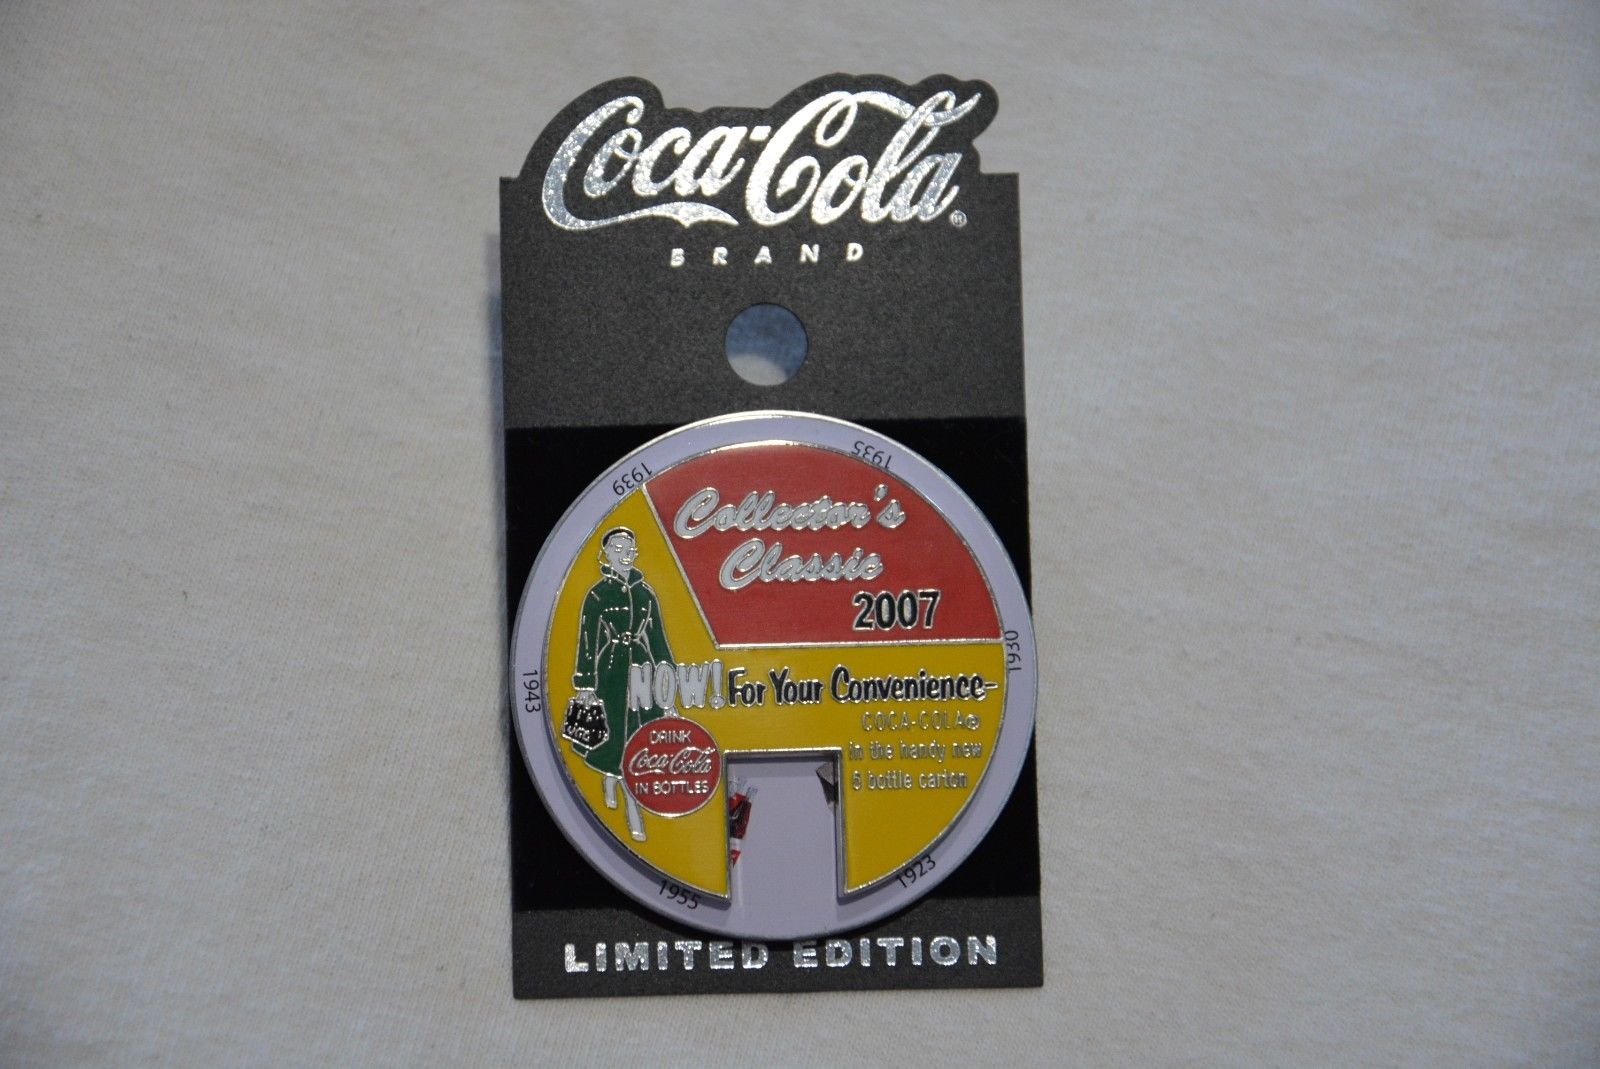 Coca-Cola®
BRAND
1939
1935
1930
1923
1955
1943
Collector's
Classic
2007
NOW! For Your Convenience-
COCA-COLA®
in the handy new
6 bottle carton
DRINK
Coca-Cola
IN BOTTLES
LIMITED EDITION